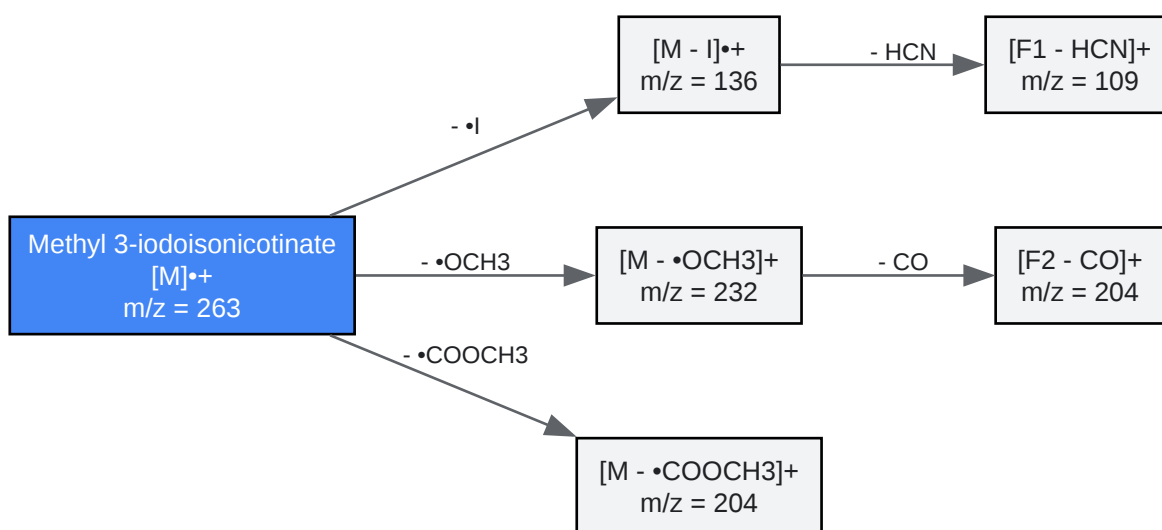 [M - I]•+
m/z = 136
- HCN
[F1 - HCN]+
m/z = 109
- •I
Methyl 3-iodoisonicotinate
[M]•+
m/z = 263
- •OCH3
[M - •OCH3]+
m/z = 232
- CO
[F2 - CO]+
m/z = 204
- •COOCH3
[M - •COOCH3]+
m/z = 204